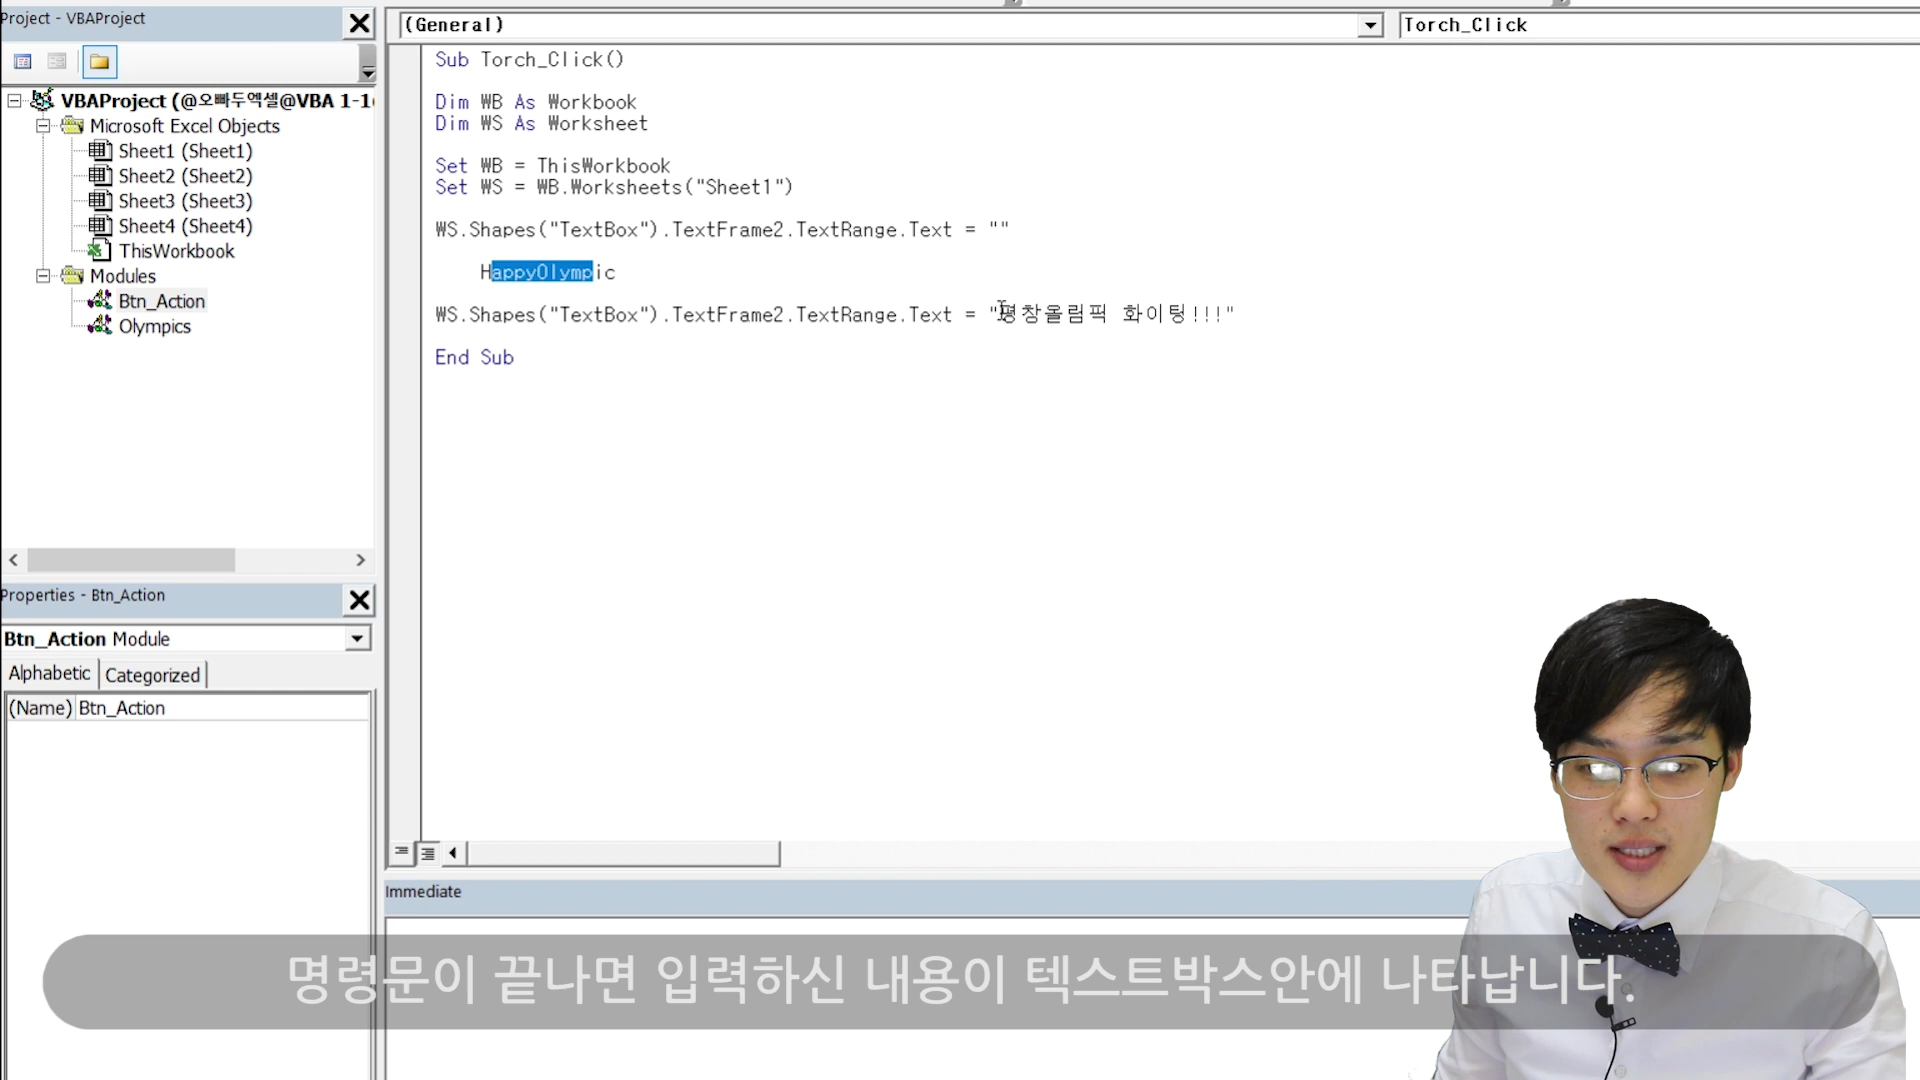 Project - VBAProject
VBAProject (@오빠두엑셀@VBA 1-1
Microsoft Excel Objects
Sheet1 (Sheet1)
Sheet2 (Sheet2)
Sheet3 (Sheet3)
Sheet4 (Sheet4)
ThisWorkbook
Modules
Btn_Action
Olympics
Properties - Btn_Action
Btn_Action Module
Alphabetic Categorized
(Name) Btn_Action
(General) Torch_Click
Sub Torch_Click()
Dim WB As Workbook
Dim WS As Worksheet
Set WB = ThisWorkbook
Set WS = WB.Worksheets("Sheet1")
WS.Shapes("TextBox").TextFrame2.TextRange.Text = ""
HappyOlympic
WS.Shapes("TextBox").TextFrame2.TextRange.Text = "평창올림픽 화이팅!!!"
End Sub
Immediate
명령문이 끝나면 입력하신 내용이 텍스트박스안에 나타납니다.